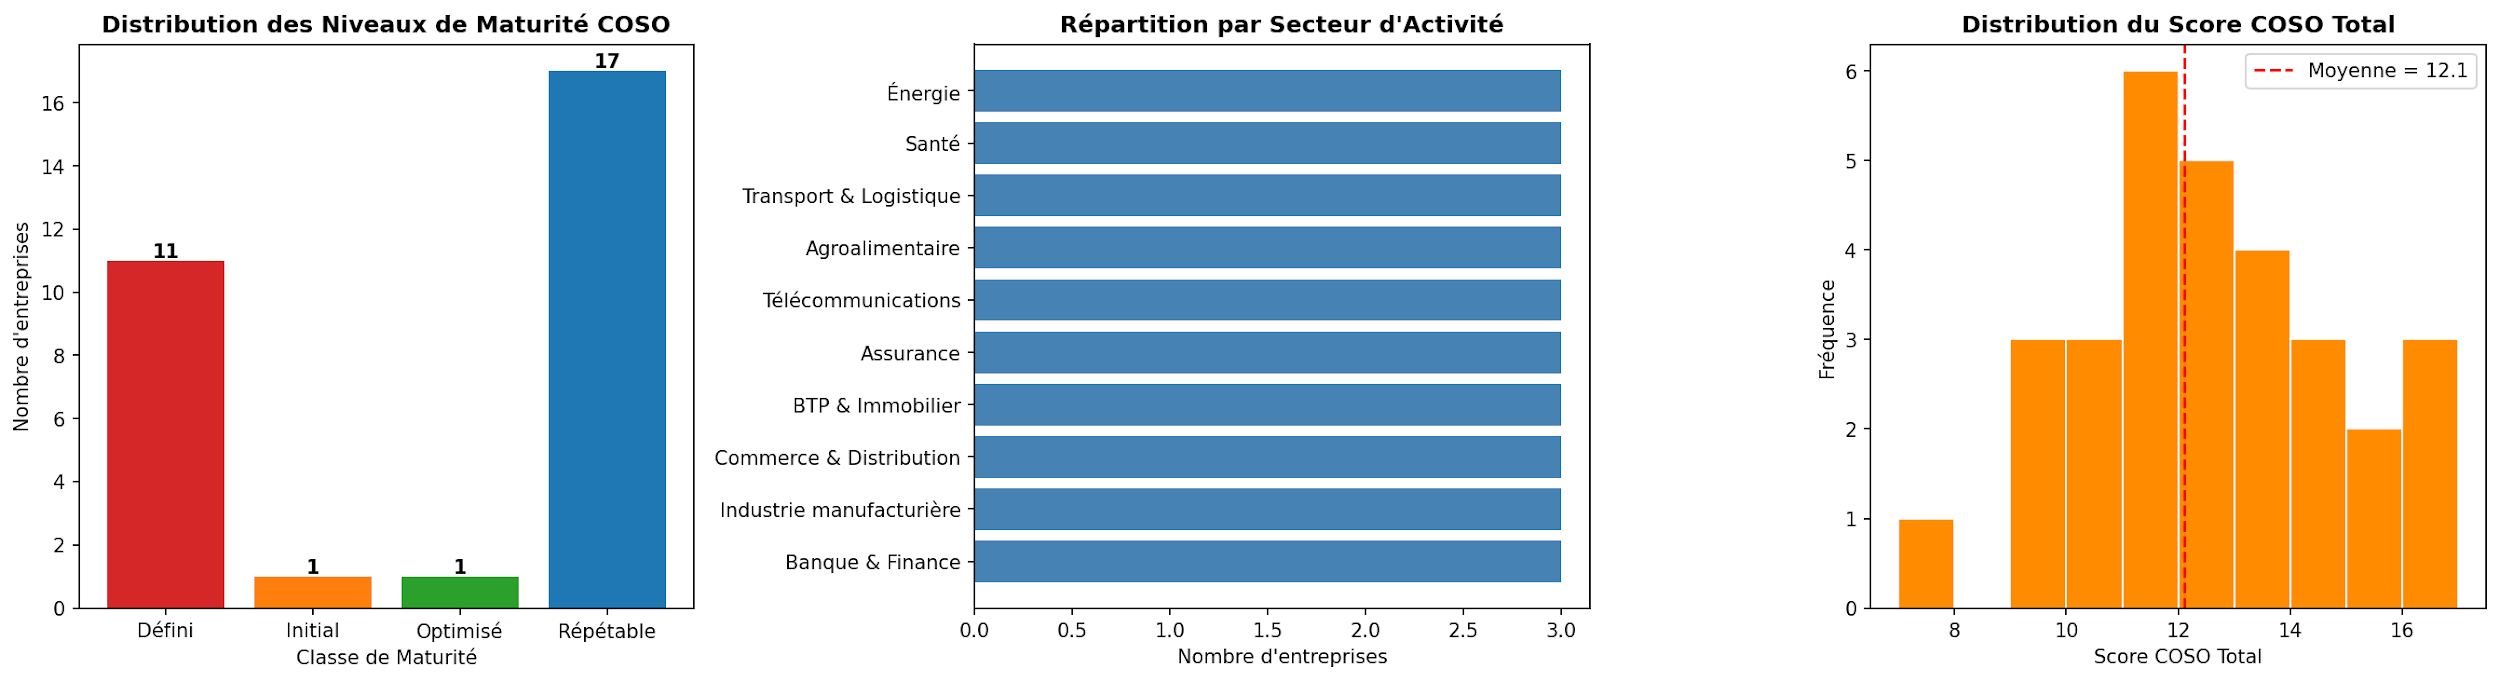 Distribution des Niveaux de Maturité COSO
Nombre d'entreprises
16
14
12
10
8
6
4
2
0
17
11
1
1
Défini
Initial
Optimisé
Répétable
Classe de Maturité
Répartition par Secteur d'Activité
Énergie
Santé
Transport & Logistique
Agroalimentaire
Télécommunications
Assurance
BTP & Immobilier
Commerce & Distribution
Industrie manufacturière
Banque & Finance
0.0
0.5
1.0
1.5
2.0
2.5
3.0
Nombre d'entreprises
Distribution du Score COSO Total
Moyenne = 12.1
Fréquence
6
5
4
3
2
1
0
8
10
12
14
16
Score COSO Total